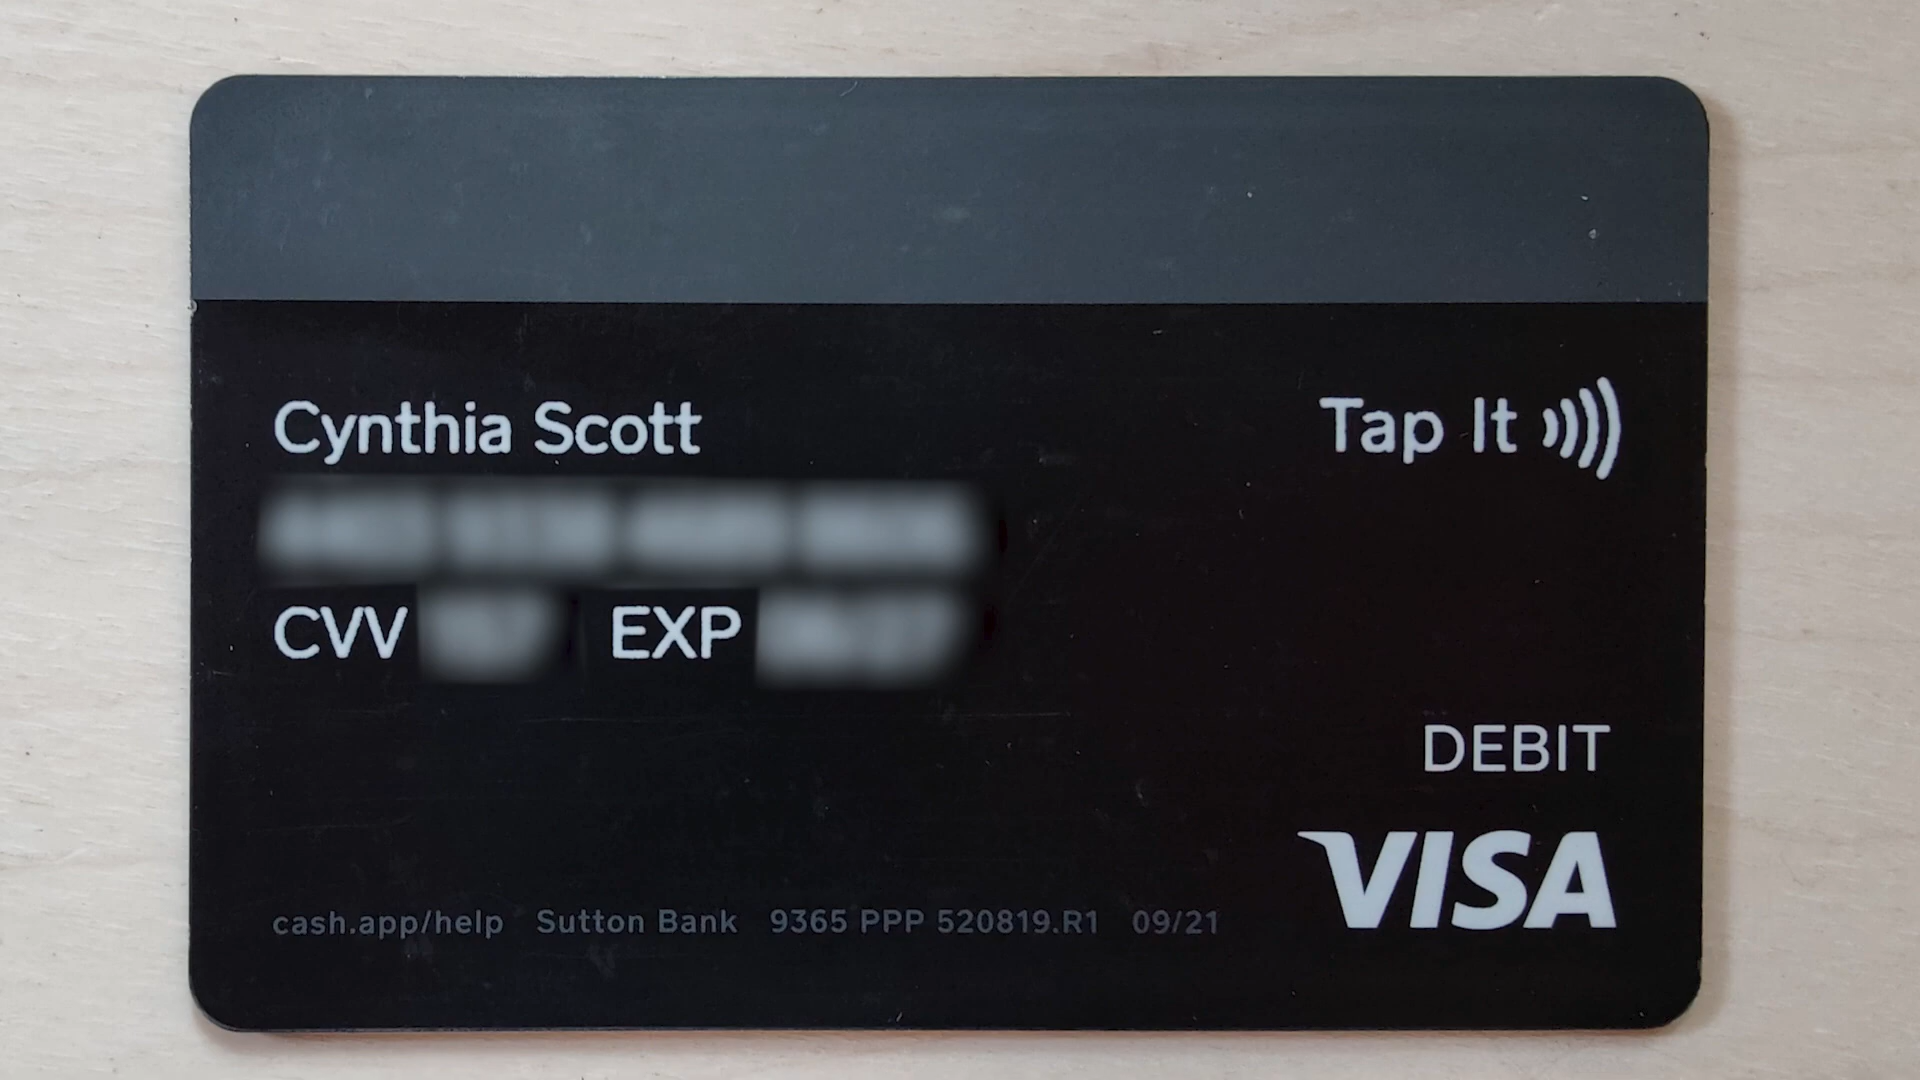 Cynthia Scott
Tap It
CVV EXP
DEBIT
VISA
cash.app/help Sutton Bank 9365 PPP 520819.R1 09/21